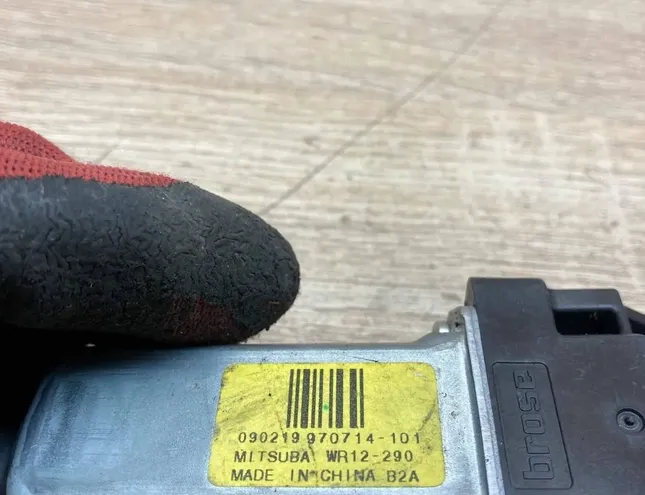 090219 970714-101
MITSUBA WR12-290
MADE IN CHINA B2A
brose